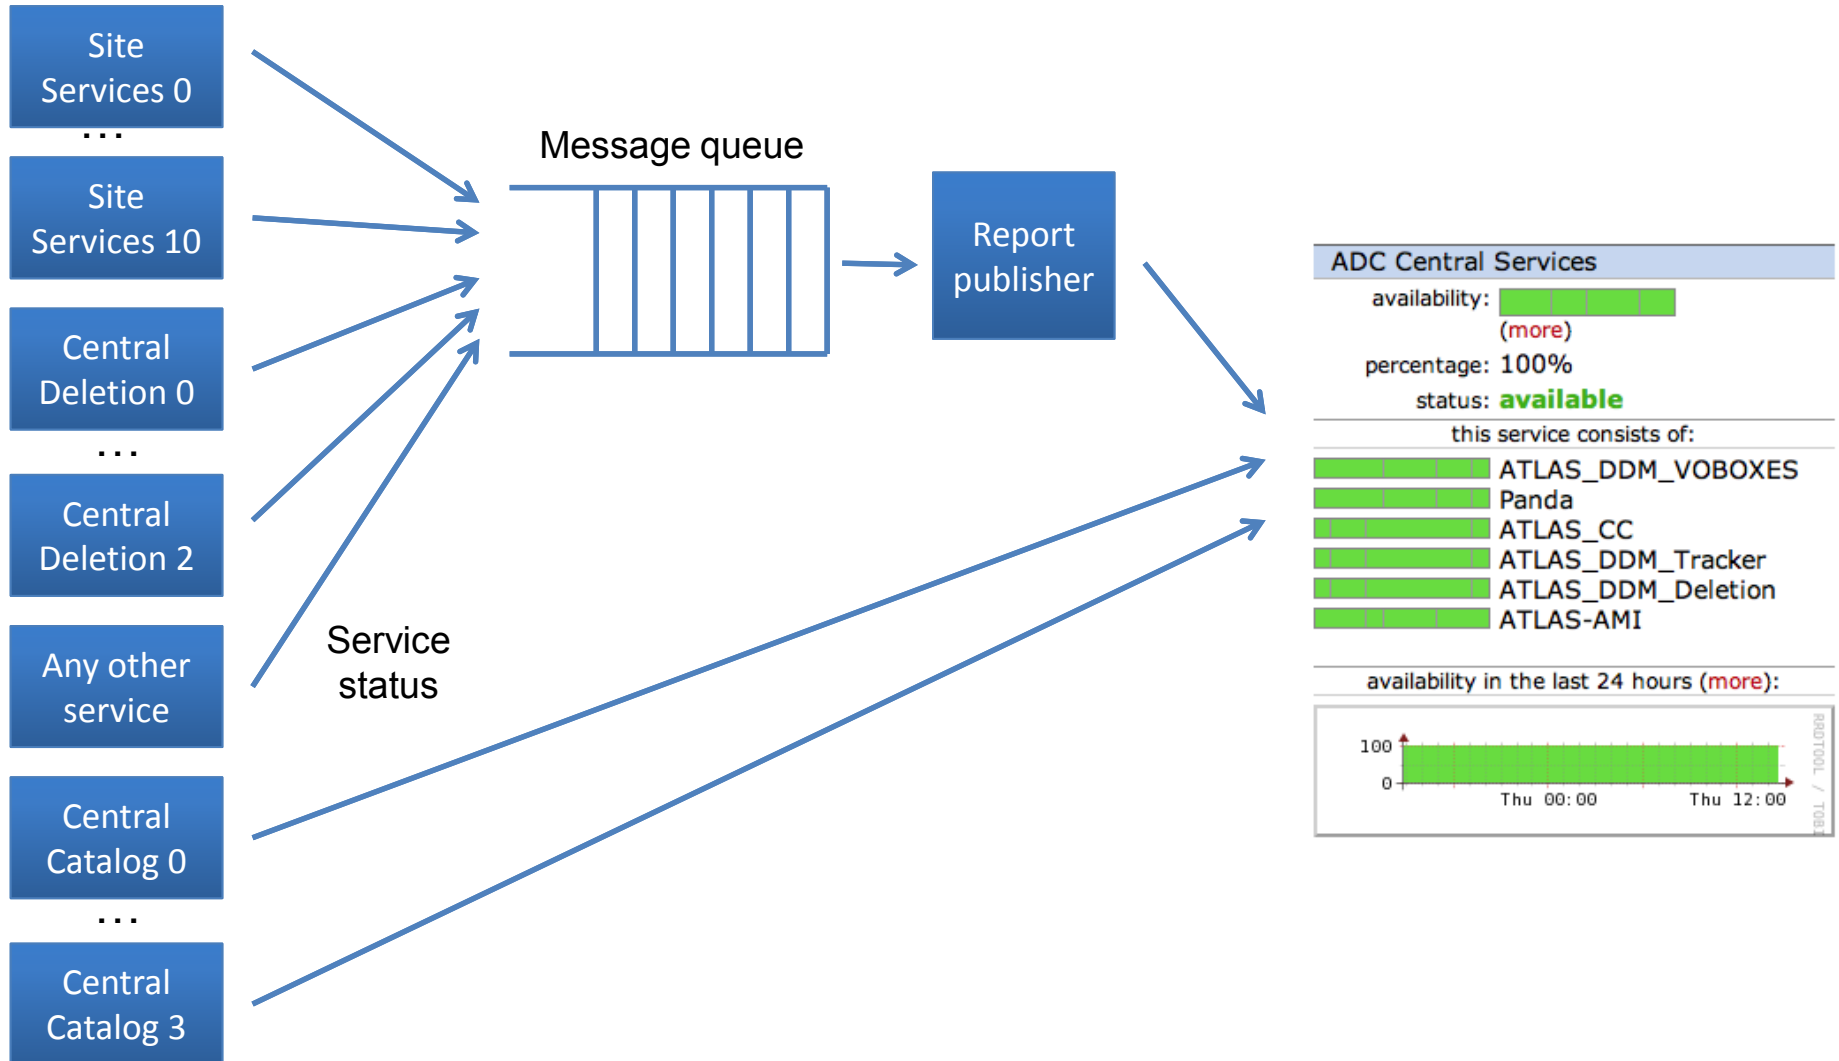 Site
Services 0
...
Site
Services 10
Central
Deletion 0
...
Central
Deletion 2
Any other
service
Central
Catalog 0
...
Central
Catalog 3
Message queue
Service
status
Report
publisher
ADC Central Services
availability:
(more)
percentage: 100%
status: available
this service consists of:
ATLAS_DDM_VOBOXES
Panda
ATLAS_CC
ATLAS_DDM_Tracker
ATLAS_DDM_Deletion
ATLAS-AMI
availability in the last 24 hours (more):
100
0
Thu 00:00 Thu 12:00
RRDTOOL / TOBI